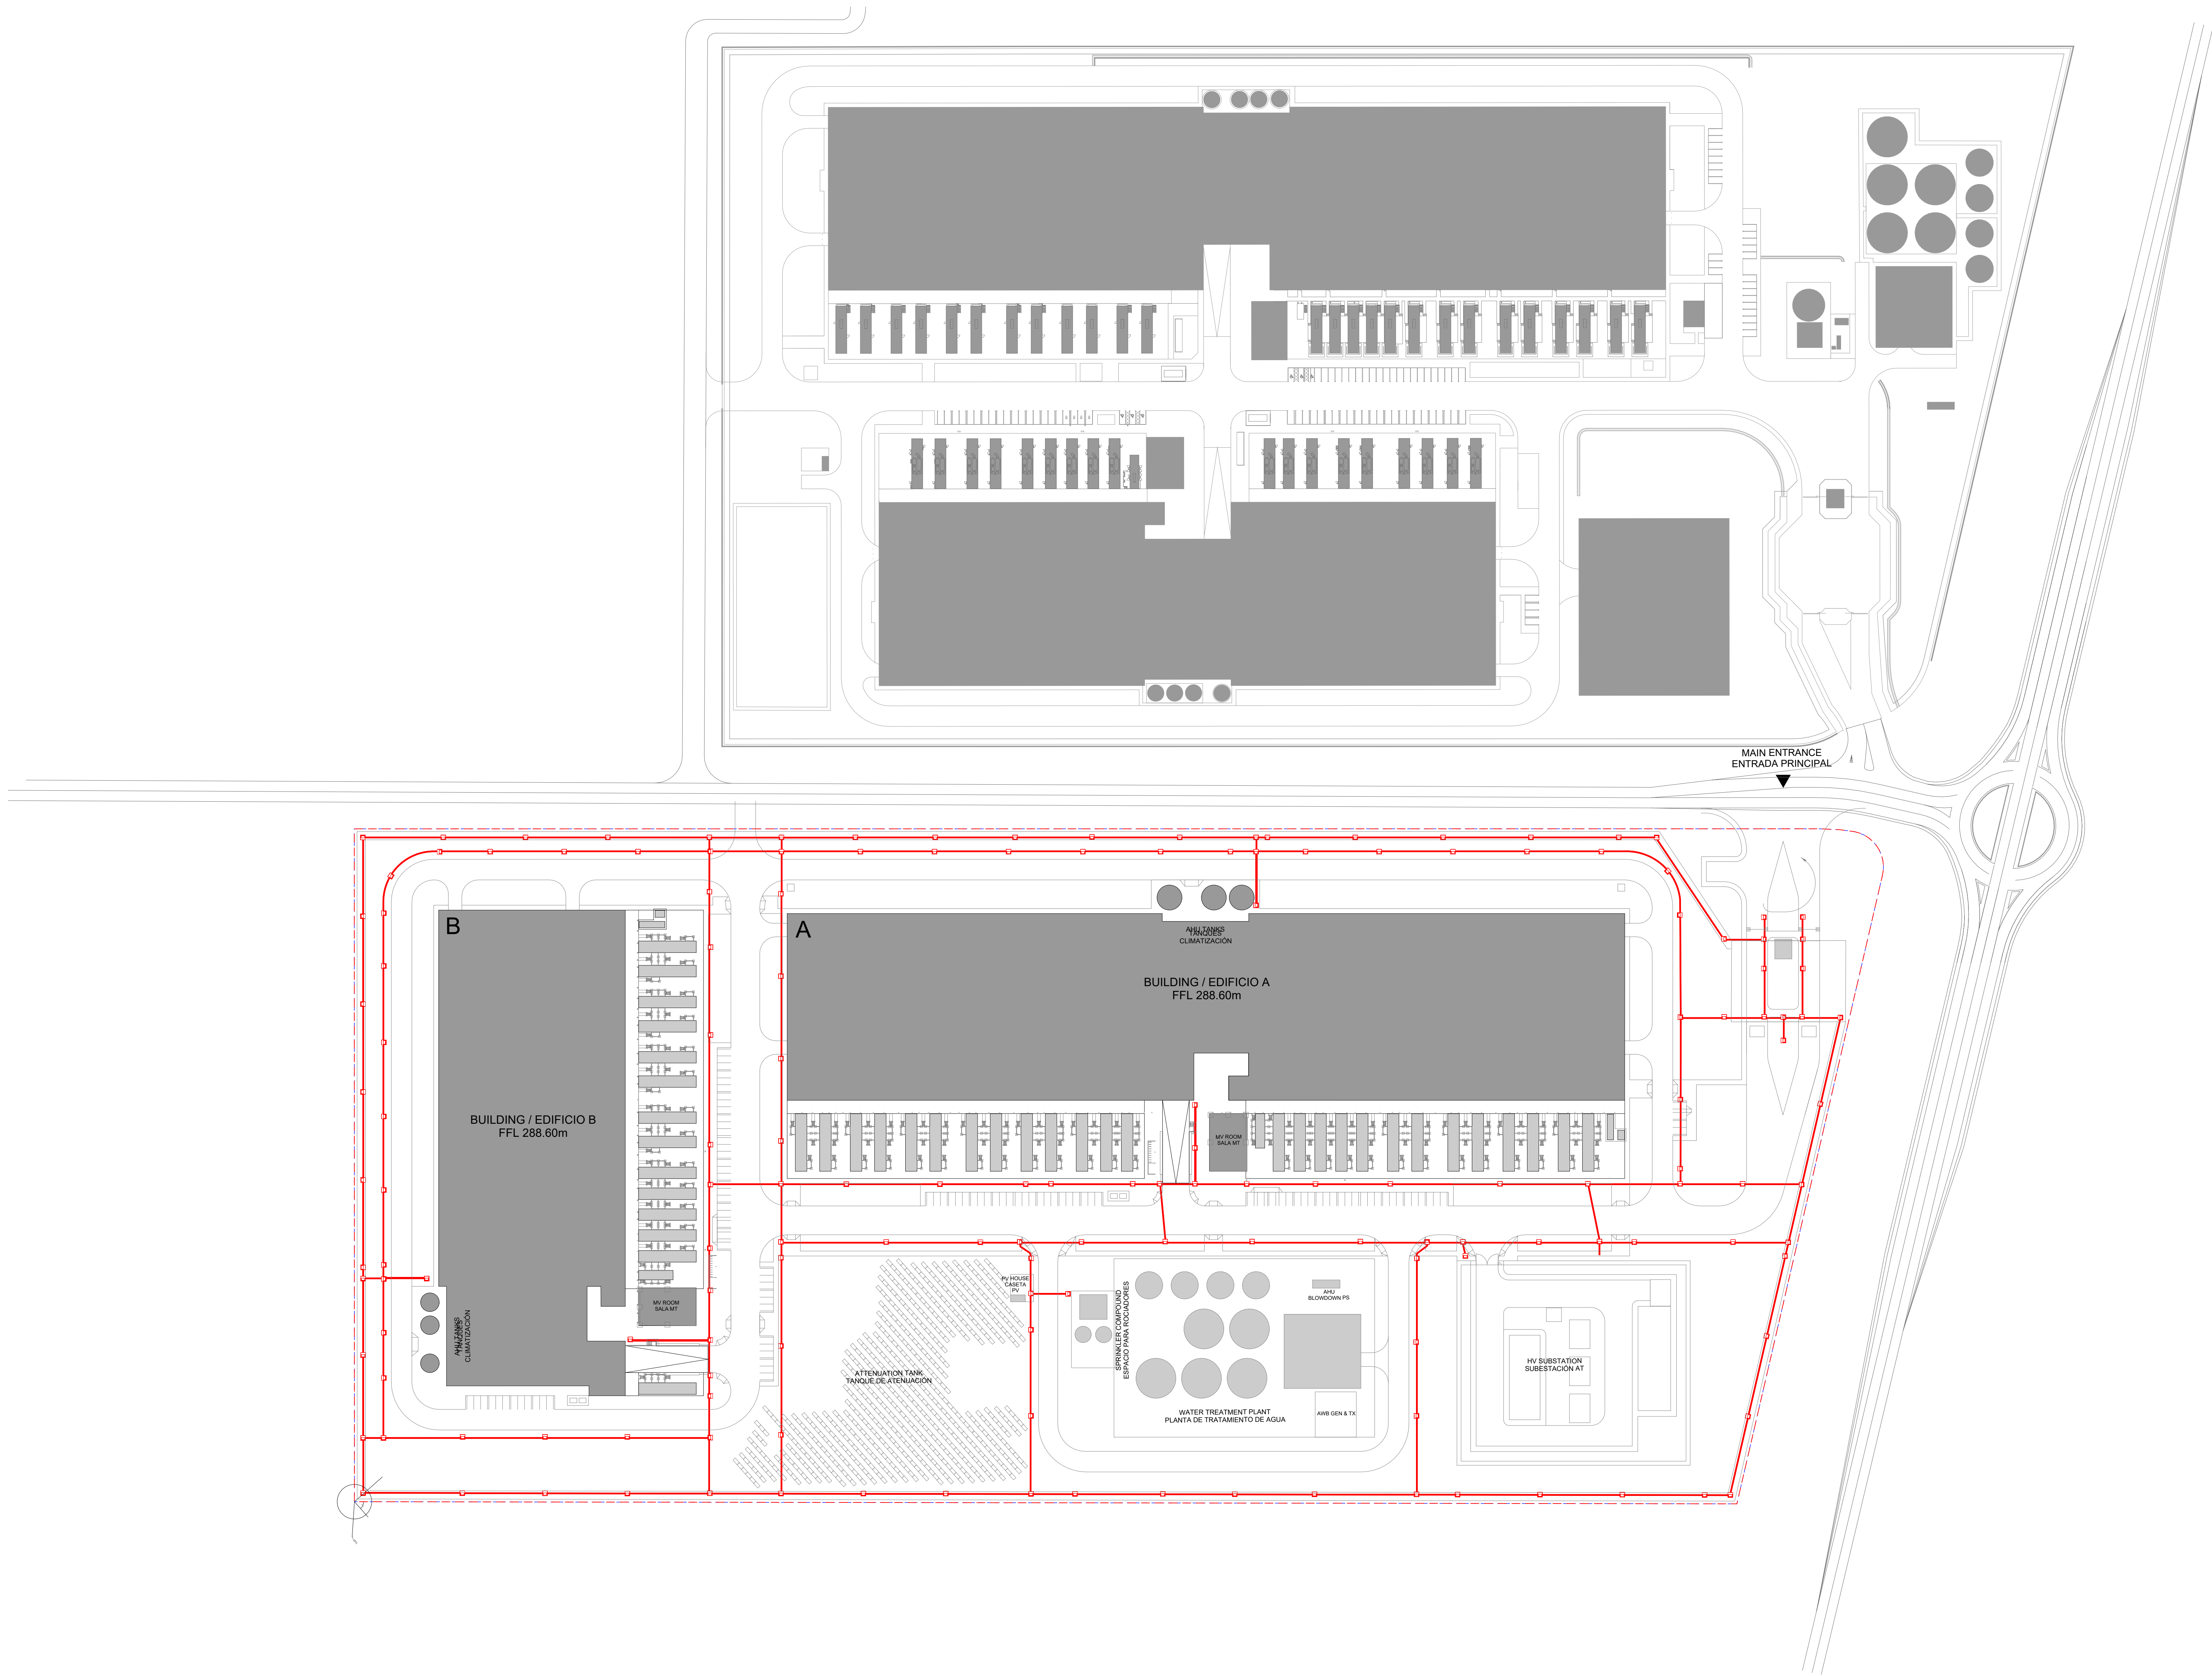 MAIN ENTRANCE
ENTRADA PRINCIPAL
B
A
AHU TANKS
TANQUES
CLIMATIZACIÓN
BUILDING / EDIFICIO A
FFL 288.60m
BUILDING / EDIFICIO B
FFL 288.60m
MV ROOM
SALA MT
PV HOUSE
CASETA
PV
MV ROOM
SALA MT
AHU TANKS
TANQUES
CLIMATIZACIÓN
SPRINKLER COMPOUND
ESPACIO PARA ROCIADORES
AHU
BLOWDOWN PS
ATTENUATION TANK
TANQUE DE ATENUACIÓN
HV SUBSTATION
SUBESTACIÓN AT
WATER TREATMENT PLANT
PLANTA DE TRATAMIENTO DE AGUA
AWB GEN & TX